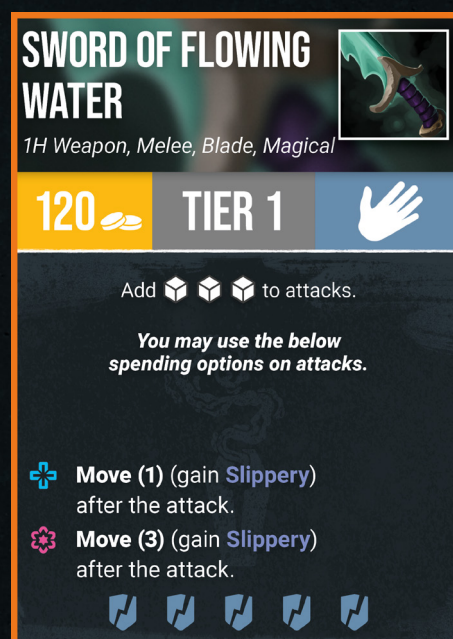 SWORD OF FLOWING
WATER
1H Weapon, Melee, Blade, Magical
120 TIER 1
Add to attacks.
You may use the below
spending options on attacks.
Move (1) (gain Slippery)
after the attack.
Move (3) (gain Slippery)
after the attack.